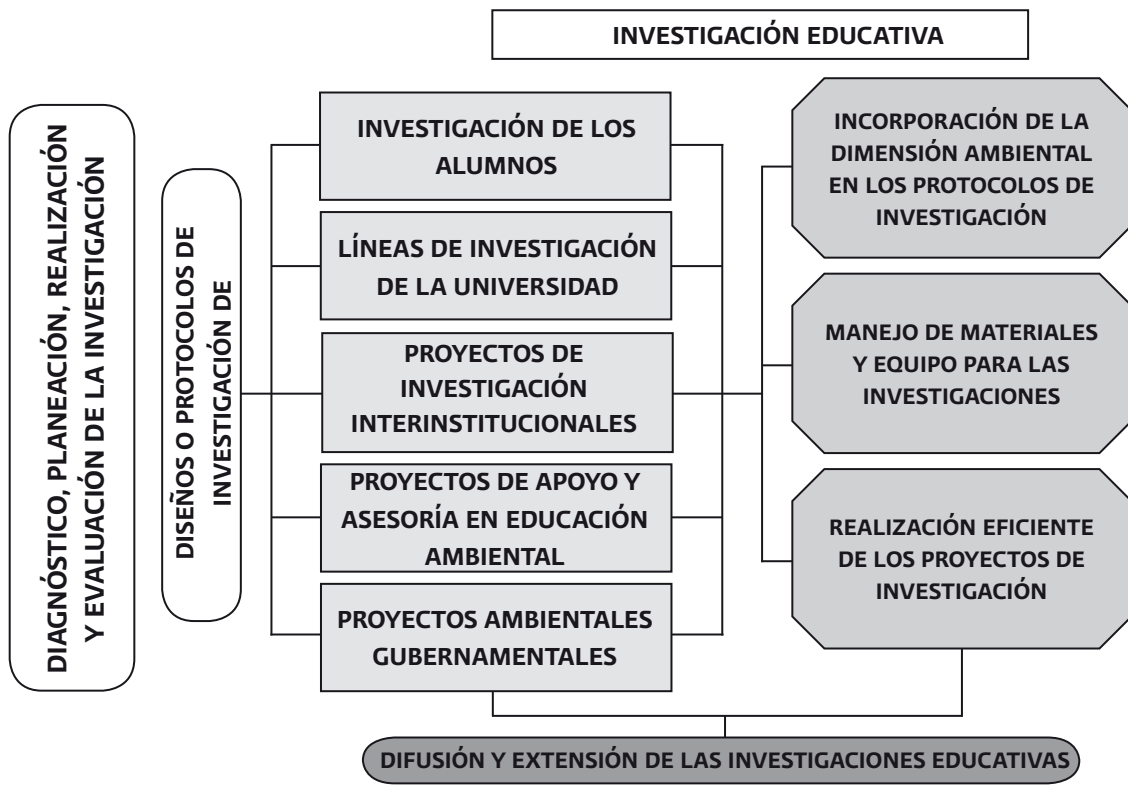 INVESTIGACIÓN EDUCATIVA
DIAGNÓSTICO, PLANEACIÓN, REALIZACIÓN
Y EVALUACIÓN DE LA INVESTIGACIÓN
DISEÑOS O PROTOCOLOS DE
INVESTIGACIÓN DE
INVESTIGACIÓN DE LOS
ALUMNOS
LÍNEAS DE INVESTIGACIÓN
DE LA UNIVERSIDAD
PROYECTOS DE
INVESTIGACIÓN
INTERINSTITUCIONALES
PROYECTOS DE APOYO Y
ASESORÍA EN EDUCACIÓN
AMBIENTAL
PROYECTOS AMBIENTALES
GUBERNAMENTALES
INCORPORACIÓN DE LA
DIMENSIÓN AMBIENTAL
EN LOS PROTOCOLOS DE
INVESTIGACIÓN
MANEJO DE MATERIALES
Y EQUIPO PARA LAS
INVESTIGACIONES
REALIZACIÓN EFICIENTE
DE LOS PROYECTOS DE
INVESTIGACIÓN
DIFUSIÓN Y EXTENSIÓN DE LAS INVESTIGACIONES EDUCATIVAS